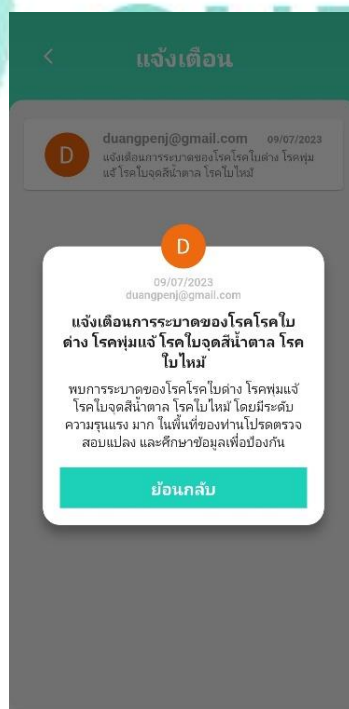 แจ้งเตือน
D
duangpenj@gmail.com 09/07/2023
แจ้งเตือนการระบาดของโรคโรคใบด่าง โรคพุ่ม
แจ้ โรคใบจุดสีน้ำตาล โรคใบไหม้
D
09/07/2023
duangpenj@gmail.com
แจ้งเตือนการระบาดของโรคโรคใบ
ด่าง โรคพุ่มแจ้ โรคใบจุดสีน้ำตาล โรค
ใบไหม้
พบการระบาดของโรคโรคใบด่าง โรคพุ่มแจ้
โรคใบจุดสีน้ำตาล โรคใบไหม้ โดยมีระดับ
ความรุนแรง มาก ในพื้นที่ของท่านโปรดตรวจ
สอบแปลง และศึกษาข้อมูลเพื่อป้องกัน
ย้อนกลับ